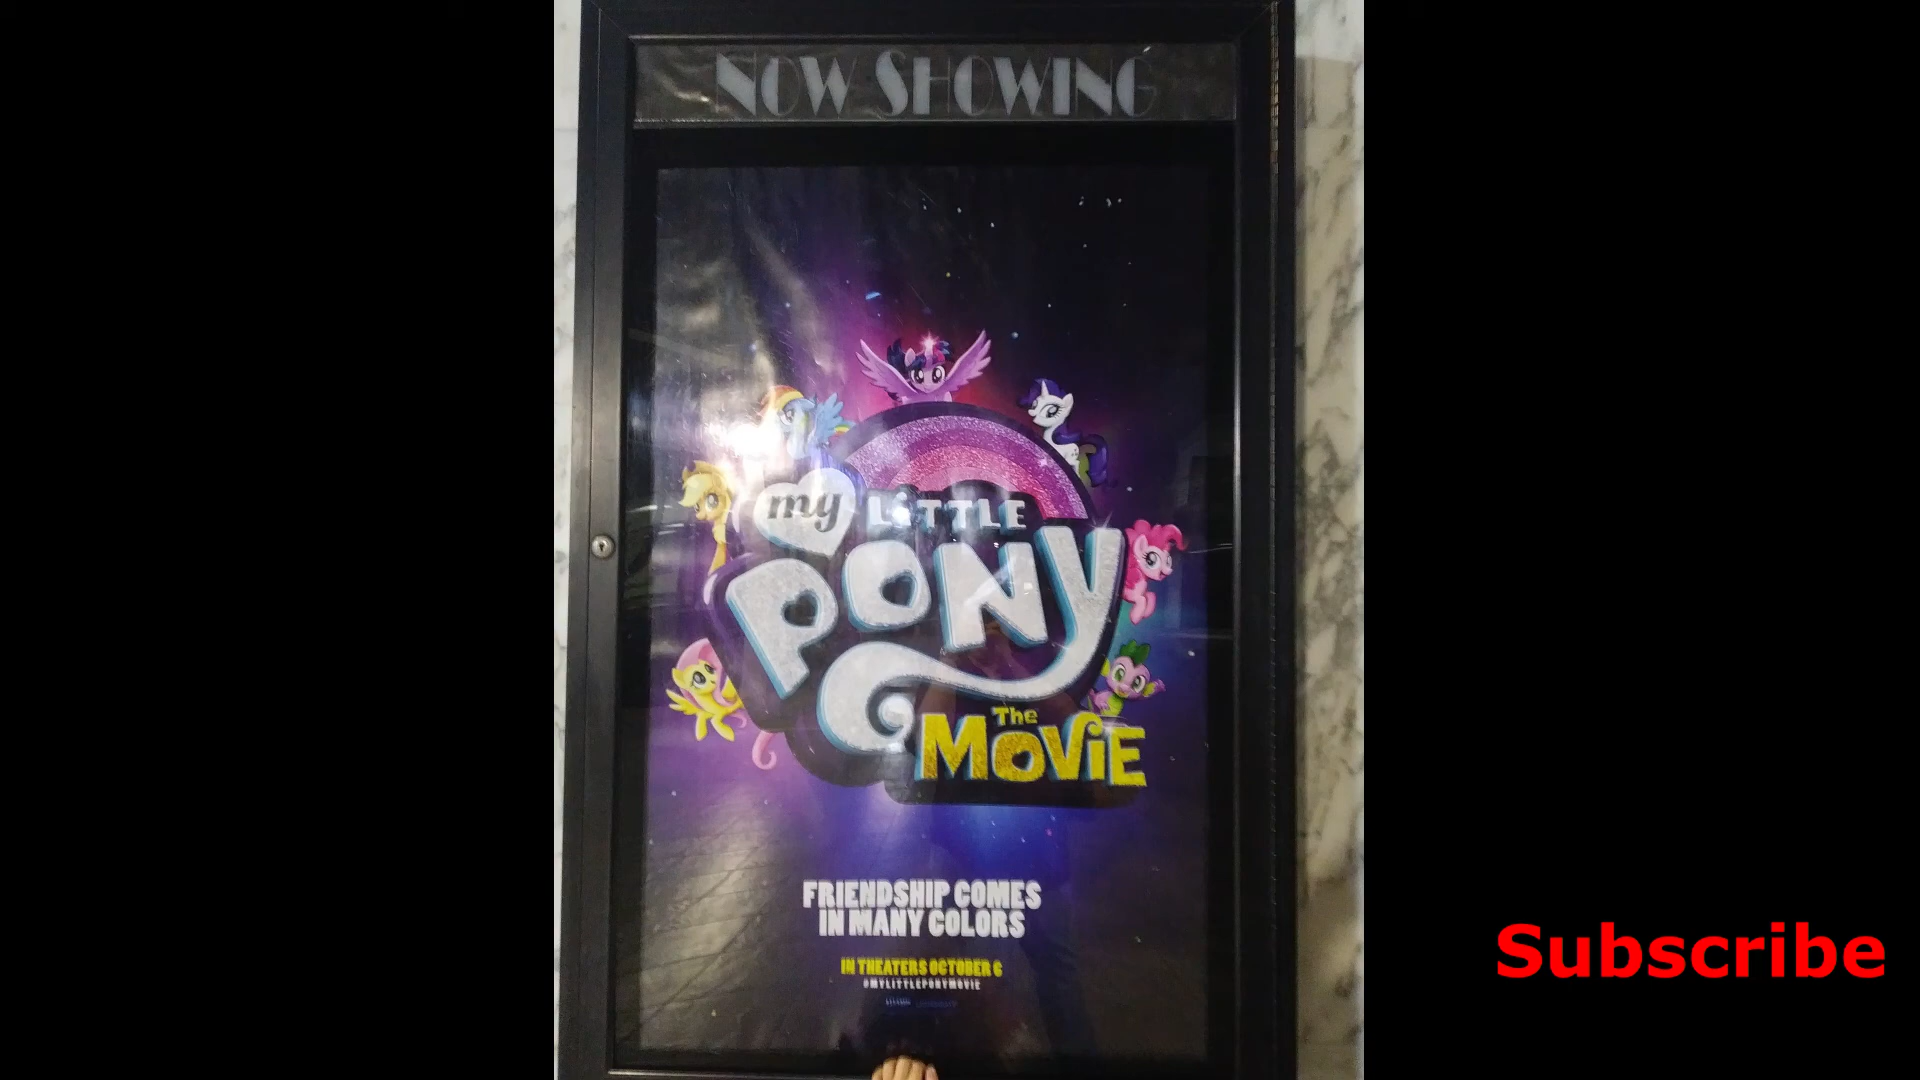 NOW SHOWING
my LITTLE
PONY
The
MOVIE
FRIENDSHIP COMES
IN MANY COLORS
IN THEATERS OCTOBER 6
#MYLITTLEPONYMOVIE
Subscribe